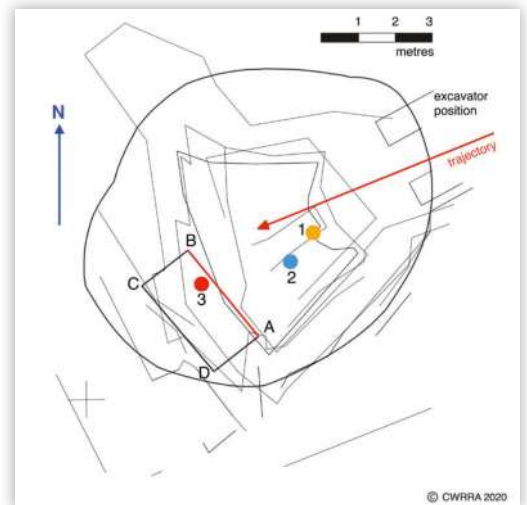 1 2 3
metres
N
excavator
position
trajectory
1
B
2
C
3
A
D
© CWRRA 2020